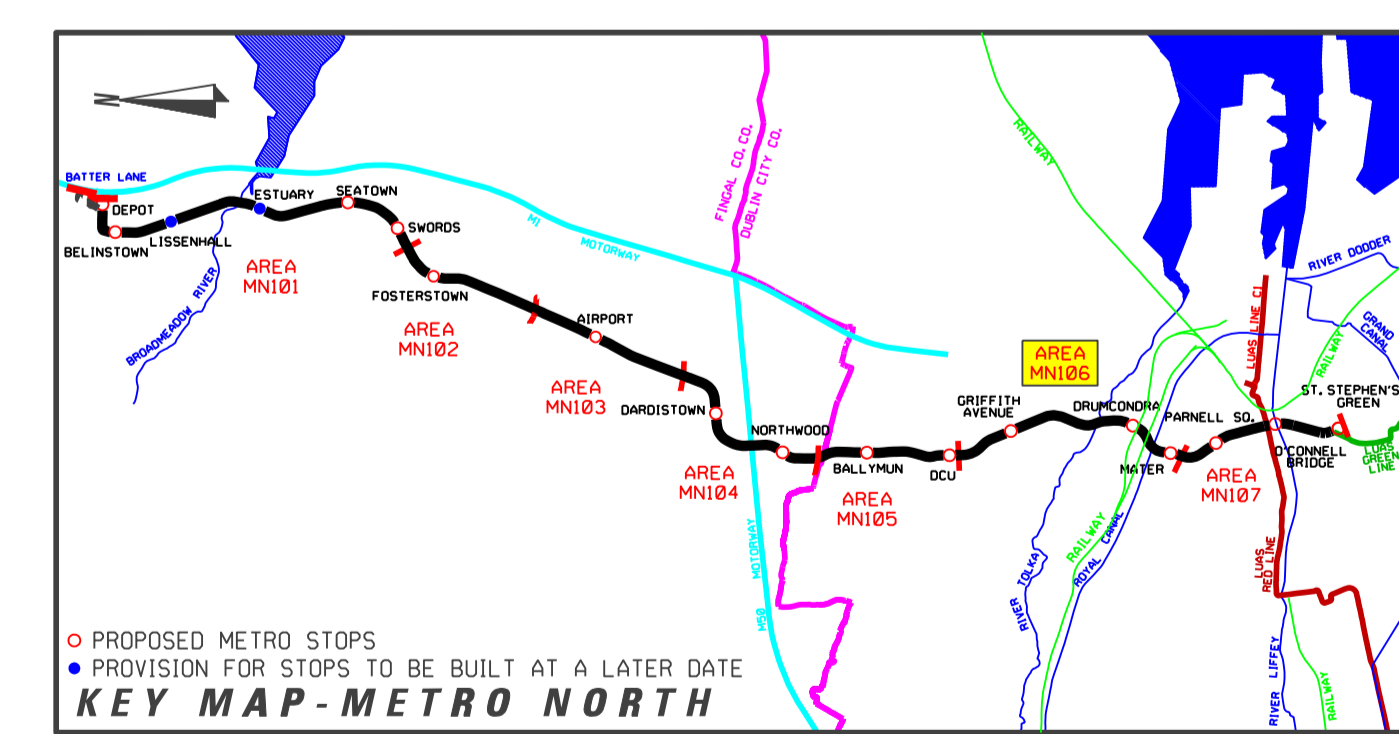 BATTER LANE
DEPOT
BELINSTOWN
LISSENHALL
ESTUARY
SEATOWN
SWORDS
FOSTERSTOWN
AIRPORT
DARDISTOWN
NORTHWOOD
BALLYMUN
DCU
GRIFFITH
AVENUE
DRUMCONDRA
MATER
PARNELL SQ.
O'CONNELL
BRIDGE
ST. STEPHEN'S
GREEN
AREA
MN101
AREA
MN102
AREA
MN103
AREA
MN104
AREA
MN105
AREA
MN106
AREA
MN107
BROADMEADOW RIVER
M1
MOTORWAY
FINGAL CO. CO.
DUBLIN CITY CO.
MOTORWAY
M50
RAILWAY
RIVER TOLKA
RAILWAY
ROYAL CANAL
LUAS LINE C1
RIVER DODDER
GRAND
CANAL
RAILWAY
LUAS
GREEN
LINE
LUAS
RED LINE
RIVER LIFFEY
RAILWAY
PROPOSED METRO STOPS
PROVISION FOR STOPS TO BE BUILT AT A LATER DATE
KEY MAP-METRO NORTH